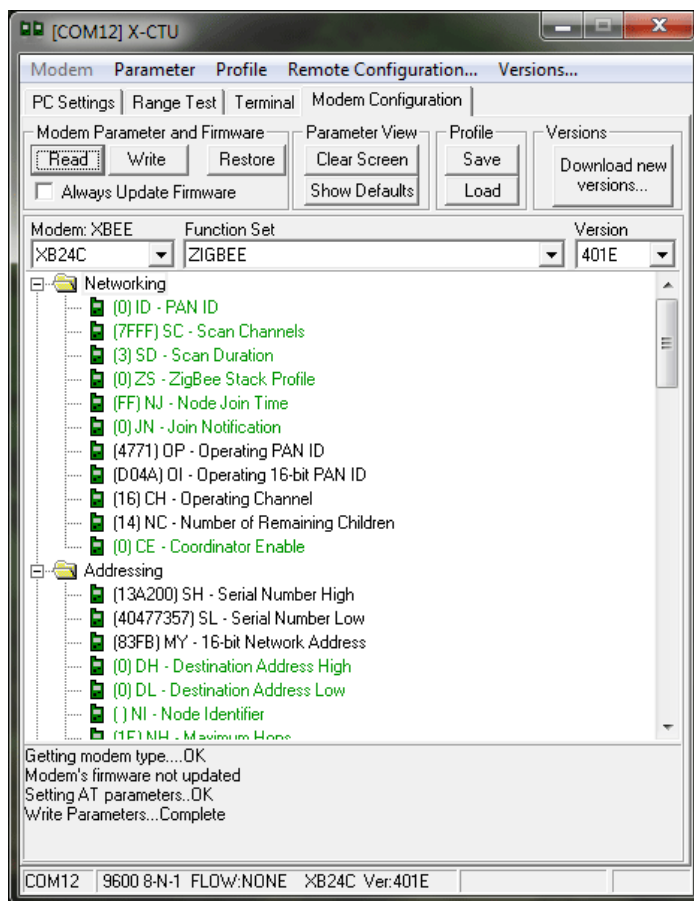 [COM12] X-CTU
Modem Parameter Profile Remote Configuration... Versions...
PC Settings Range Test Terminal Modem Configuration
Modem Parameter and Firmware Parameter View Profile Versions
Read Write Restore Clear Screen Save Download new versions...
Always Update Firmware Show Defaults Load
Modem: XBEE Function Set Version
XB24C ZIGBEE 401E
Networking
(0) ID - PAN ID
(7FFF) SC - Scan Channels
(3) SD - Scan Duration
(0) ZS - ZigBee Stack Profile
(FF) NJ - Node Join Time
(0) JN - Join Notification
(4771) OP - Operating PAN ID
(D04A) OI - Operating 16-bit PAN ID
(16) CH - Operating Channel
(14) NC - Number of Remaining Children
(0) CE - Coordinator Enable
Addressing
(13A200) SH - Serial Number High
(40477357) SL - Serial Number Low
(83FB) MY - 16-bit Network Address
(0) DH - Destination Address High
(0) DL - Destination Address Low
( ) NI - Node Identifier
(1E) NH - Maximum Hops
Getting modem type....OK
Modem's firmware not updated
Setting AT parameters..OK
Write Parameters...Complete
COM12 9600 8-N-1 FLOW:NONE XB24C Ver:401E